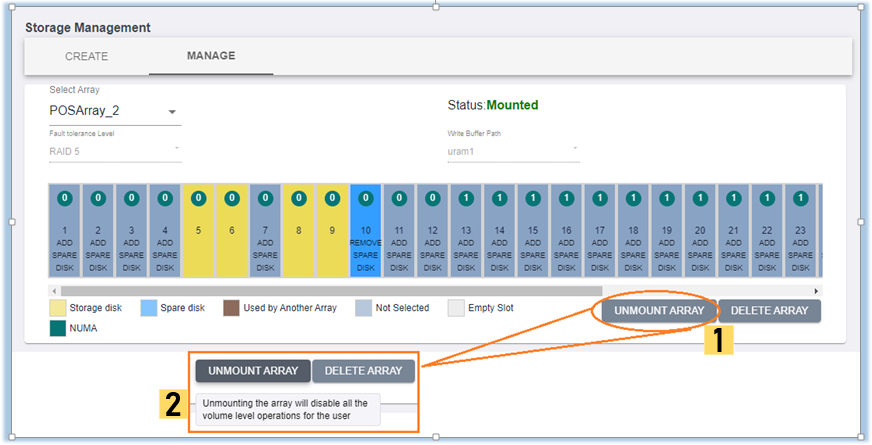 Storage Management
CREATE MANAGE
Select Array
POSArray_2
Status:Mounted
Fault tolerance Level
Write Buffer Path
RAID 5
uram1
0 0 0 0 0 0 0 0 0 0 0 0 1 1 1 1 1 1 1 1 1 1 1
1 2 3 4 5 6 7 8 9 10 11 12 13 14 15 16 17 18 19 20 21 22 23
ADD ADD ADD ADD ADD REMOVE ADD ADD ADD ADD ADD ADD ADD ADD ADD ADD ADD ADD ADD
SPARE SPARE SPARE SPARE SPARE SPARE SPARE SPARE SPARE SPARE SPARE SPARE SPARE SPARE SPARE SPARE SPARE SPARE SPARE
DISK DISK DISK DISK DISK DISK DISK DISK DISK DISK DISK DISK DISK DISK DISK DISK DISK DISK DISK
Storage disk Spare disk Used by Another Array Not Selected Empty Slot
NUMA
UNMOUNT ARRAY DELETE ARRAY
1
UNMOUNT ARRAY DELETE ARRAY
2
Unmounting the array will disable all the
volume level operations for the user